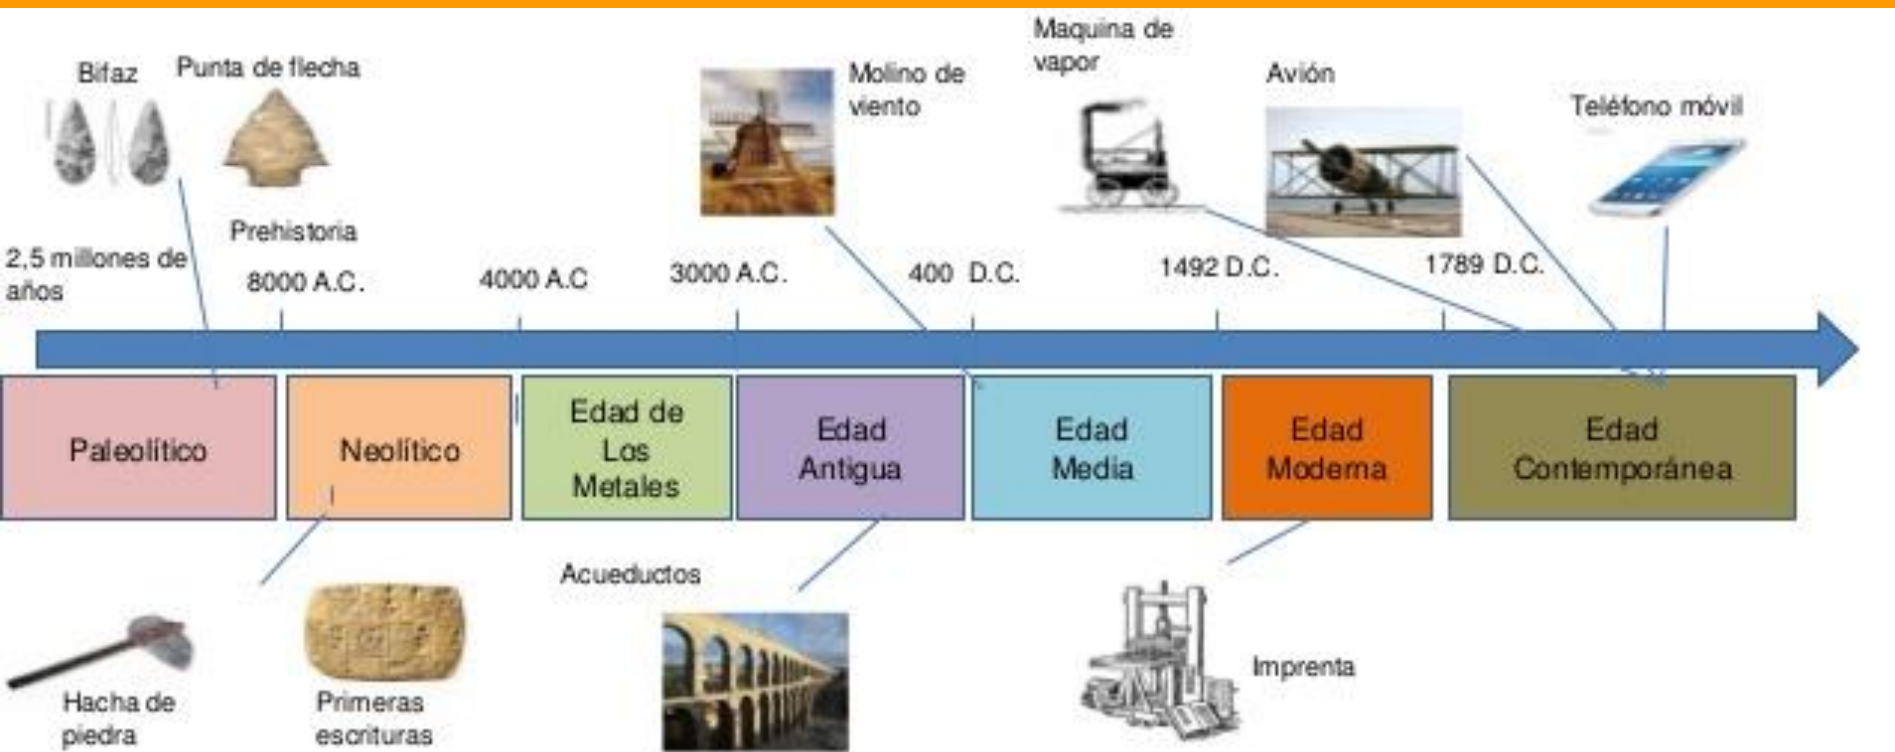 Maquina de
vapor
Bifaz
Punta de flecha
Molino de
viento
Avión
Teléfono móvil
Prehistoria
2,5 millones de
años
8000 A.C.
4000 A.C
3000 A.C.
400 D.C.
1492 D.C.
1789 D.C.
Paleolítico
Neolítico
Edad de
Los
Metales
Edad
Antigua
Edad
Media
Edad
Moderna
Edad
Contemporánea
Acueductos
Imprenta
Hacha de
piedra
Primeras
escrituras